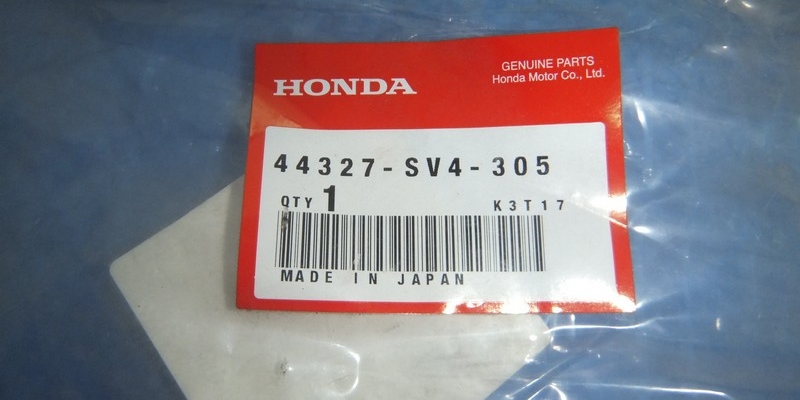 HONDA
GENUINE PARTS
Honda Motor Co., Ltd.
44327-SV4-305
QTY 1
K3T17
MADE IN JAPAN